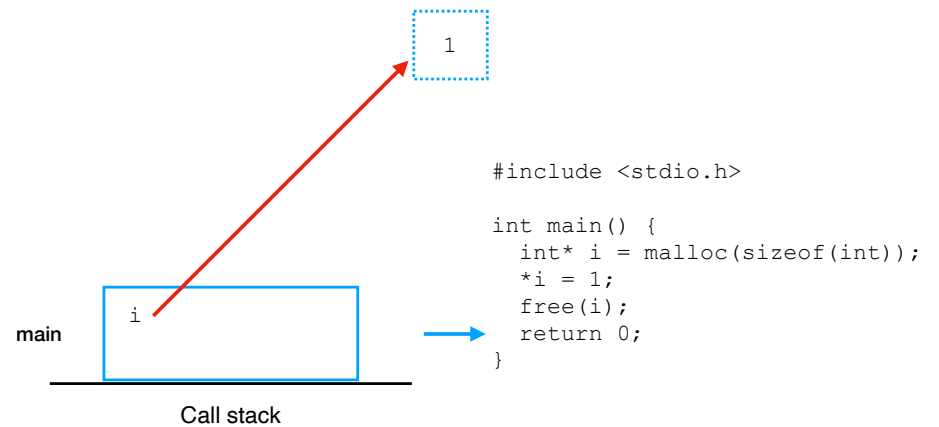 1
#include <stdio.h>
int main() {
  int* i = malloc(sizeof(int));
  *i = 1;
  free(i);
  return 0;
}
i
main
Call stack